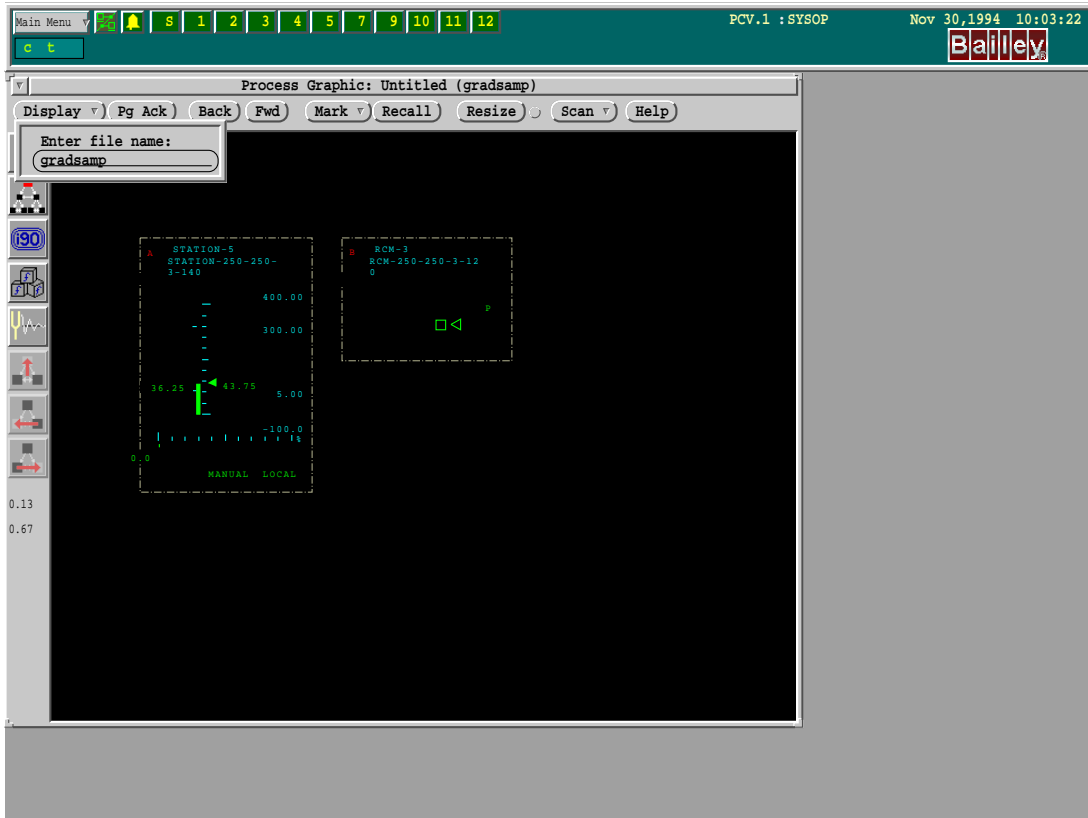 Main Menu S 1 2 3 4 5 7 9 10 11 12 PCV.1 :SYSOP Nov 30,1994 10:03:22
c t
Bailey®
Process Graphic: Untitled (gradsamp)
Display Pg Ack Back Fwd Mark Recall Resize Scan Help
Enter file name:
gradsamp
i90
f
f f
A STATION-5
STATION-250-250-
3-140
400.00
300.00
36.25 43.75
5.00
-100.0
%
0.0
MANUAL LOCAL
B RCM-3
RCM-250-250-3-12
0
P
0.13
0.67